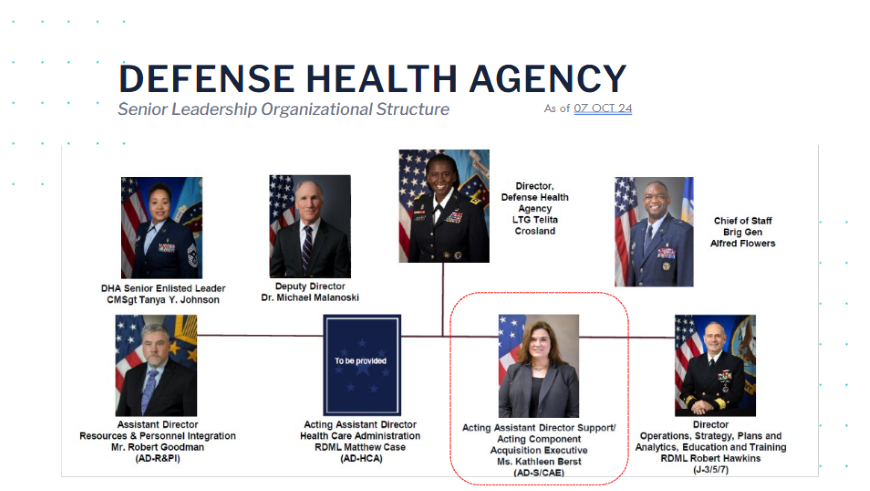 DEFENSE HEALTH AGENCY
Senior Leadership Organizational Structure
As of 07 OCT 24
Director,
Defense Health
Agency
LTG Telita
Crosland
Chief of Staff
Brig Gen
Alfred Flowers
DHA Senior Enlisted Leader
CMSgt Tanya Y. Johnson
Deputy Director
Dr. Michael Malanoski
To be provided
Assistant Director
Resources & Personnel Integration
Mr. Robert Goodman
(AD-R&PI)
Acting Assistant Director
Health Care Administration
RDML Matthew Case
(AD-HCA)
Acting Assistant Director Support/
Acting Component
Acquisition Executive
Ms. Kathleen Berst
(AD-S/CAE)
Director
Operations, Strategy, Plans and
Analytics, Education and Training
RDML Robert Hawkins
(J-3/5/7)